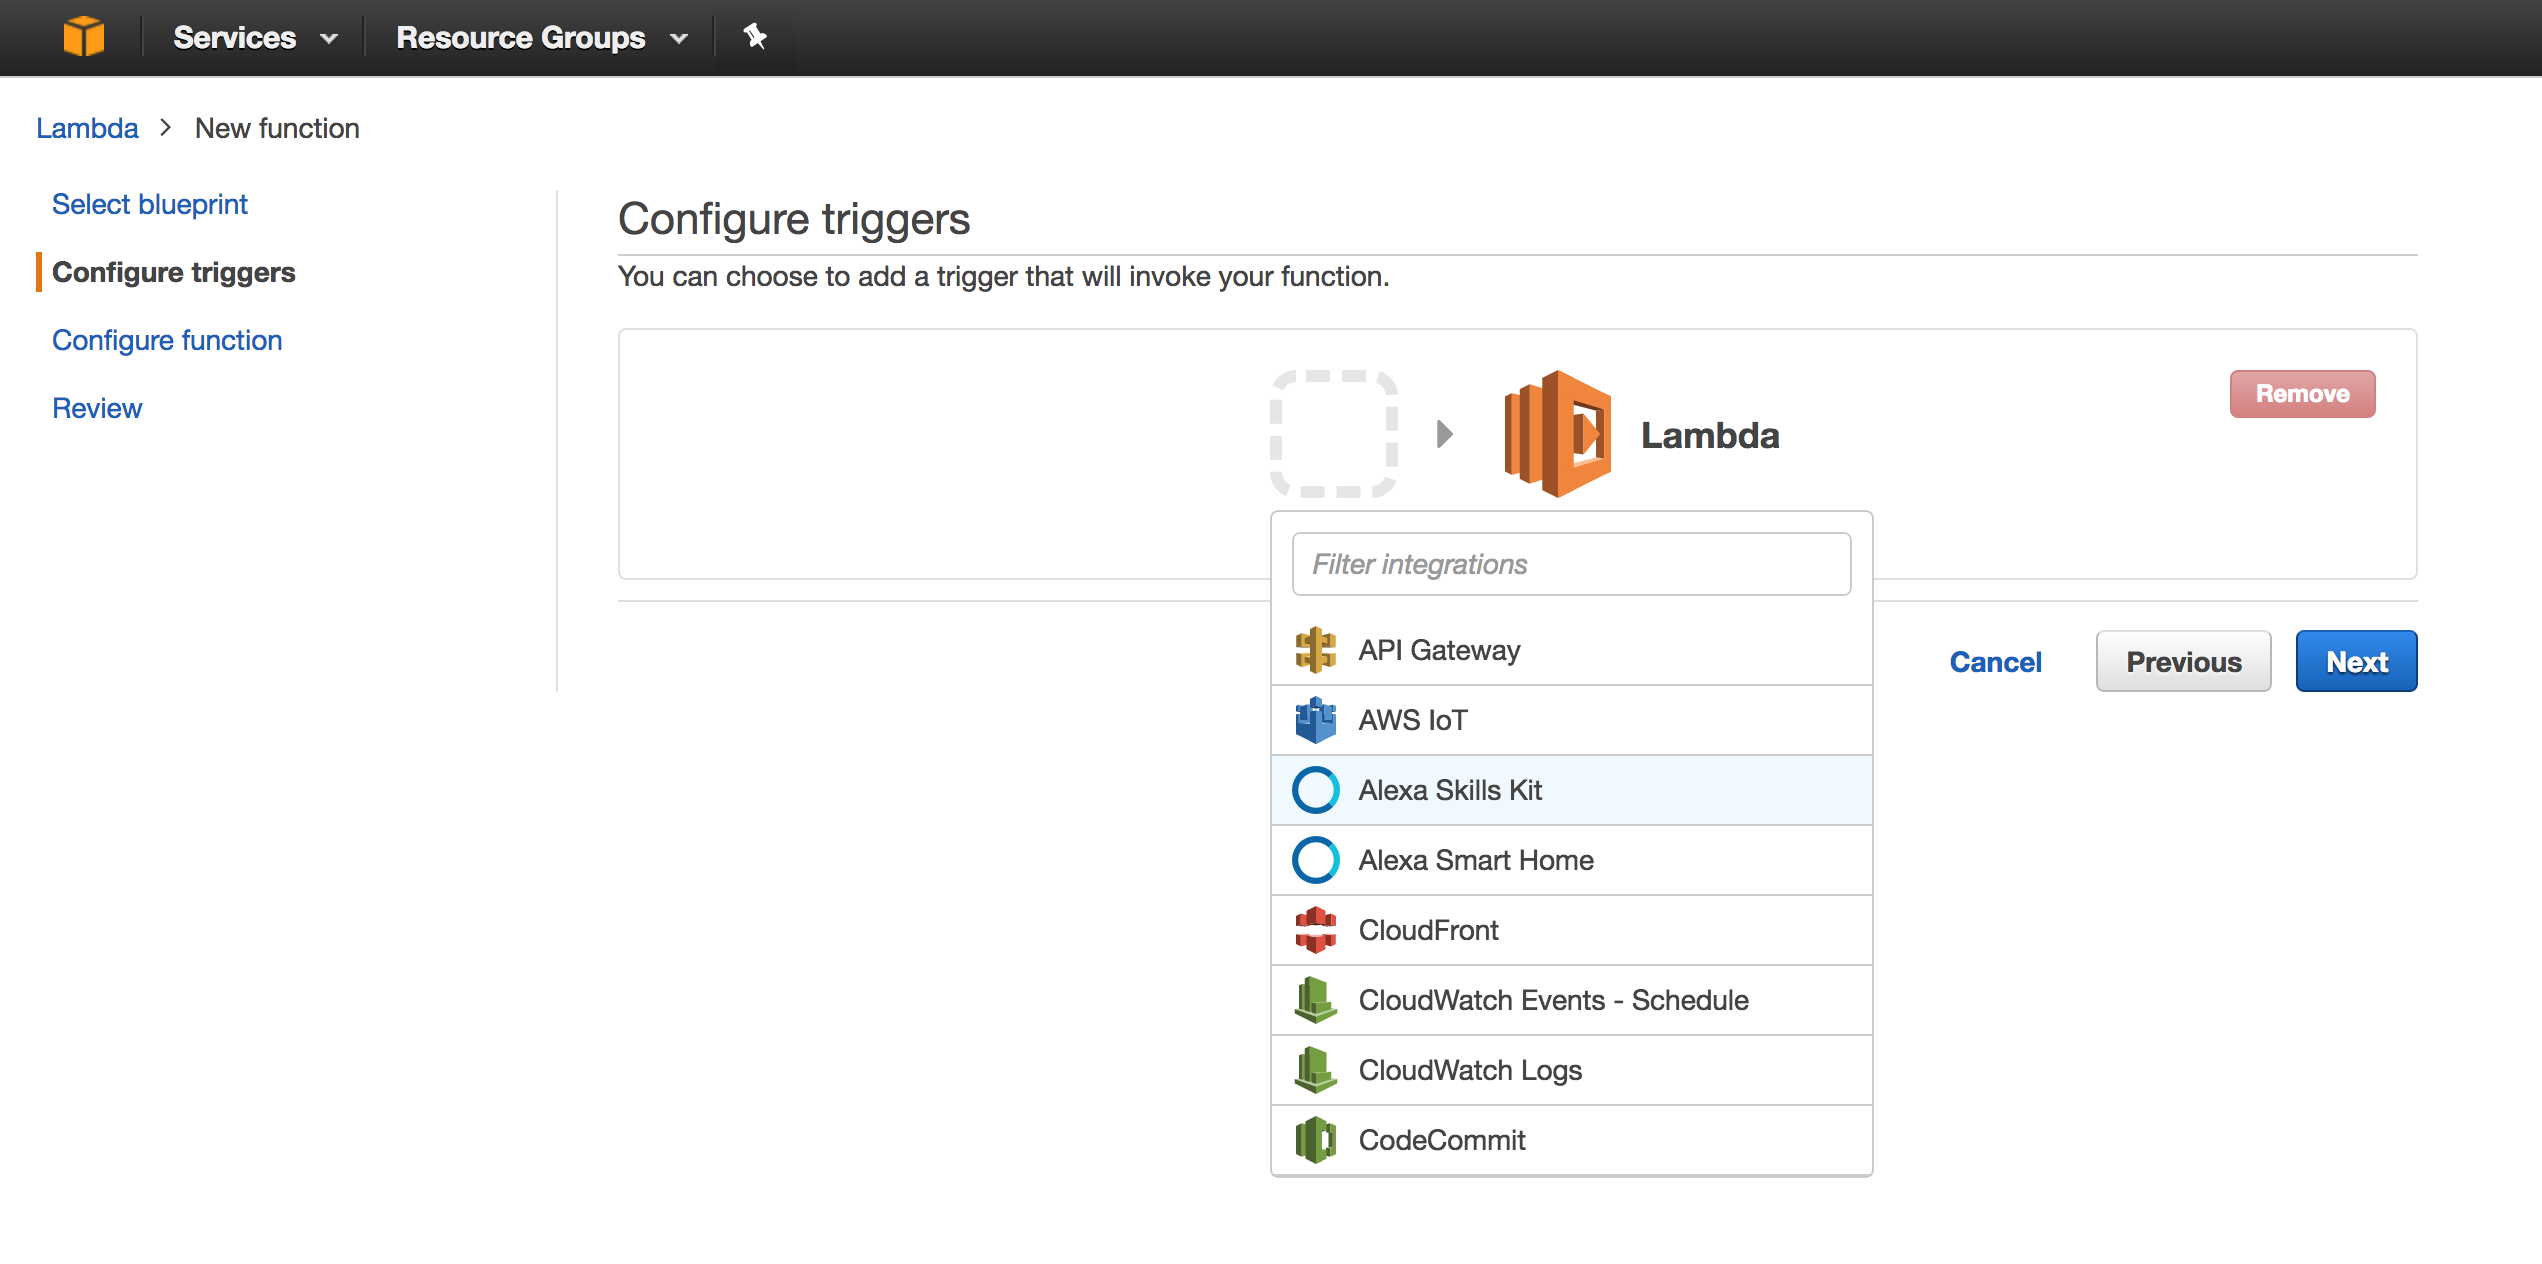 Services
Resource Groups
Lambda > New function
Select blueprint
Configure triggers
Configure function
Review
Configure triggers
You can choose to add a trigger that will invoke your function.
Lambda
Remove
Filter integrations
API Gateway
AWS IoT
Alexa Skills Kit
Alexa Smart Home
CloudFront
CloudWatch Events - Schedule
CloudWatch Logs
CodeCommit
Cancel
Previous
Next